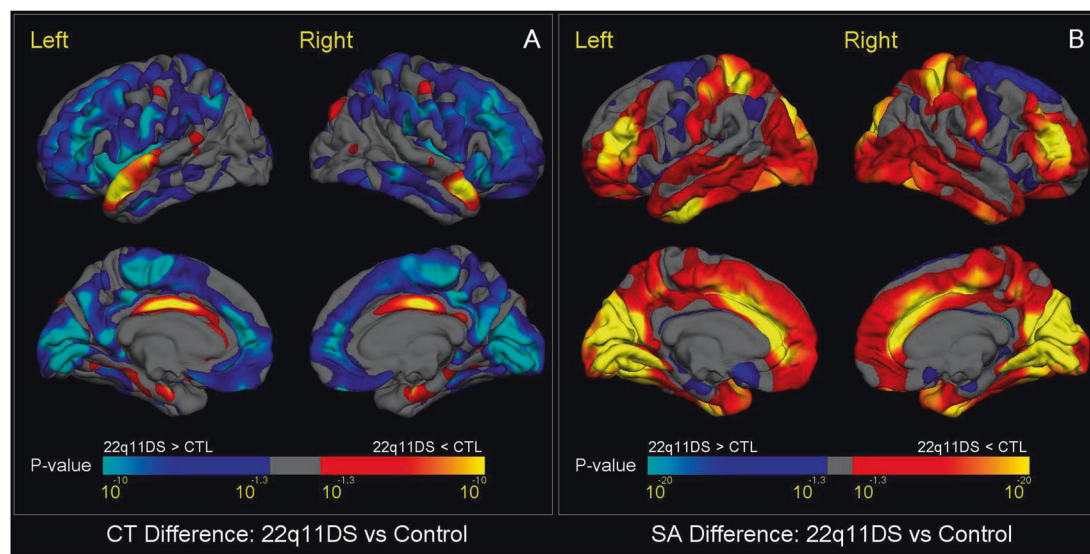 Left Right A
22q11DS > CTL 22q11DS < CTL
P-value
10^-10 10^-1.3 10^-1.3 10^-10
CT Difference: 22q11DS vs Control
Left Right B
22q11DS > CTL 22q11DS < CTL
P-value
10^-20 10^-1.3 10^-1.3 10^-20
SA Difference: 22q11DS vs Control